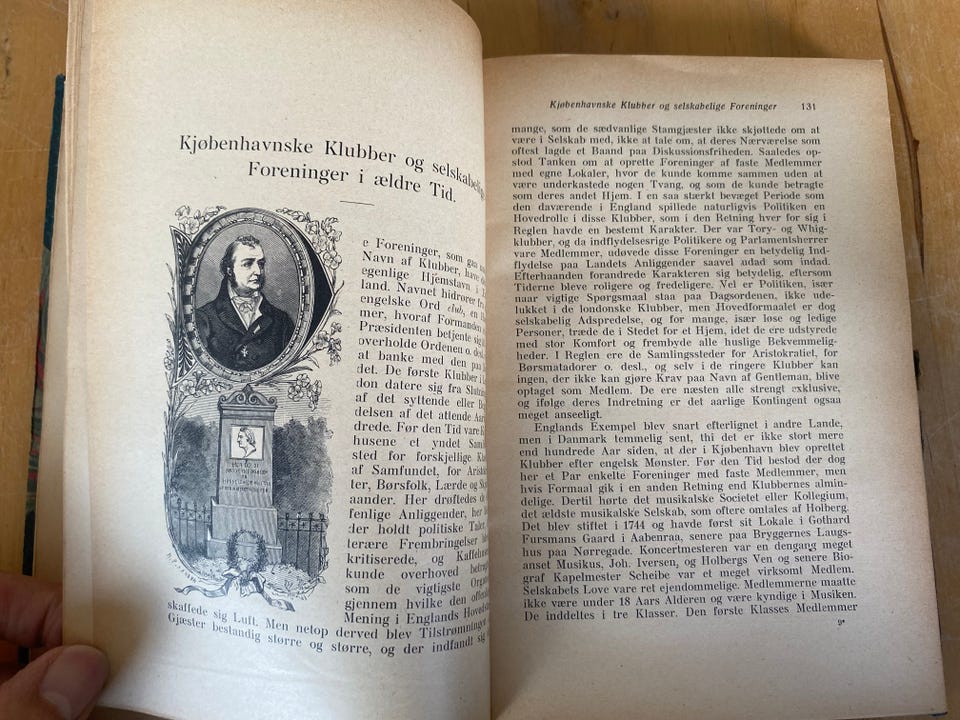 Kjøbenhavnske Klubber og selskabelige
Foreninger i ældre Tid.
e Foreninger, som gaa
Navn af Klubber, have
egenlige Hjemstavn i
land. Navnet hidrører
engelske Ord club, en
mer, hvoraf Formanden
Præsidenten betjente sig
overholde Ordenen o. desl.
at banke med den paa
det. De første Klubber i
don datere sig fra
af det syttende eller
delsen af det attende
drede. Før den Tid vare
husene et yndet
sted for forskjellige
af Samfundet, for
ter, Børsfolk, Lærde og
aander. Her drøftedes
fenlige Anliggender, her
der holdt politiske Taler,
terære Frembringelser
kritiserede, og
kunde overhoved
som de vigtigste
gjennem hvilke den
Mening i Englands
skaffede sig Luft. Men netop derved blev Tilstrømningen
Gjæster bestandig større og større, og der indfandt sig
Kjøbenhavnske Klubber og selskabelige Foreninger 131
mange, som de sædvanlige Stamgjæster ikke skjøttede om at
være i Selskab med, ikke at tale om, at deres Nærværelse som
oftest lagde et Baand paa Diskussionsfriheden. Saaledes op-
stod Tanken om at oprette Foreninger af faste Medlemmer
med egne Lokaler, hvor de kunde komme sammen uden at
være underkastede nogen Tvang, og som de kunde betragte
som deres andet Hjem. I en saa stærkt bevæget Periode som
den daværende i England spillede naturligvis Politiken en
Hovedrolle i disse Klubber, som i den Retning hver for sig i
Reglen havde en bestemt Karakter. Der var Tory- og Whig-
klubber, og da indflydelsesrige Politikere og Parlamentsherrer
vare Medlemmer, udøvede disse Foreninger en betydelig Ind-
flydelse paa Landets Anliggender saavel udad som indad.
Efterhaanden forandrede Karakteren sig betydelig, eftersom
Tiderne bleve roligere og fredeligere. Vel er Politiken, især
naar vigtige Spørgsmaal staa paa Dagsordenen, ikke ude-
lukket i de londonske Klubber, men Hovedformaalet er dog
selskabelig Adspredelse, og for mange, især løse og ledige
Personer, træde de i Stedet for et Hjem, idet de ere udstyrede
med stor Komfort og frembyde alle huslige Bekvemmelig-
heder. I Reglen ere de Samlingssteder for Aristokratiet, for
Børsmatadorer o. desl., og selv i de ringere Klubber kan
ingen, der ikke kan gjøre Krav paa Navn af Gentleman, blive
optaget som Medlem. De ere næsten alle strengt exklusive,
og ifølge deres Indretning er det aarlige Kontingent ogsaa
meget anseeligt.
Englands Exempel blev snart efterlignet i andre Lande,
men i Danmark temmelig sent, thi det er ikke stort mere
end hundrede Aar siden, at der i Kjøbenhavn blev oprettet
Klubber efter engelsk Mønster. Før den Tid bestod der dog
her et Par enkelte Foreninger med faste Medlemmer, men
hvis Formaal gik i en anden Retning end Klubbernes almin-
delige. Dertil hørte det musikalske Societet eller Kollegium,
det ældste musikalske Selskab, som oftere omtales af Holberg.
Det blev stiftet i 1744 og havde først sit Lokale i Gothard
Fursmans Gaard i Aabenraa, senere paa Bryggernes Laugs-
hus paa Nørregade. Koncertmesteren var en dengang meget
anset Musikus, Joh. Iversen, og Holbergs Ven og senere Bio-
graf Kapelmester Scheibe var et meget virksomt Medlem.
Selskabets Love vare ret ejendommelige. Medlemmerne maatte
ikke være under 18 Aars Alderen og være kyndige i Musiken.
De inddeltes i tre Klasser. Den første Klasses Medlemmer
9*